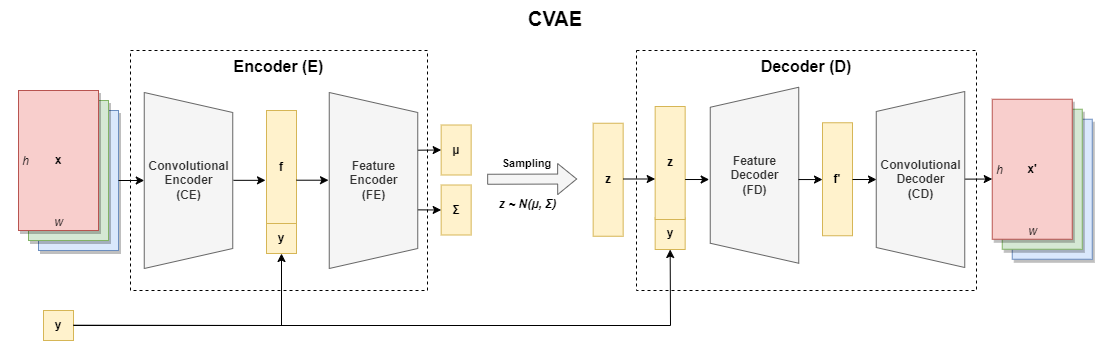 CVAE
Encoder (E)
Decoder (D)
x
h
w
Convolutional
Encoder
(CE)
f
y
Feature
Encoder
(FE)
μ
Σ
Sampling
z ~ N(μ, Σ)
z
z
y
Feature
Decoder
(FD)
f'
Convolutional
Decoder
(CD)
x'
h
w
y